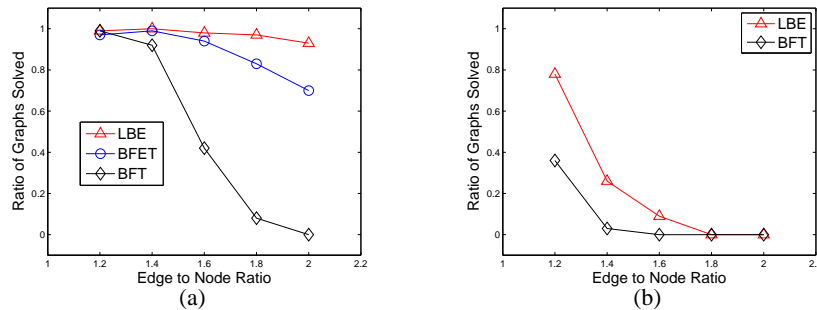 1
0.8
0.6
0.4
0.2
0
Ratio of Graphs Solved
LBE
BFET
BFT
1 1.2 1.4 1.6 1.8 2 2.2
Edge to Node Ratio
(a)
1
0.8
0.6
0.4
0.2
0
Ratio of Graphs Solved
LBE
BFT
1 1.2 1.4 1.6 1.8 2 2.
Edge to Node Ratio
(b)